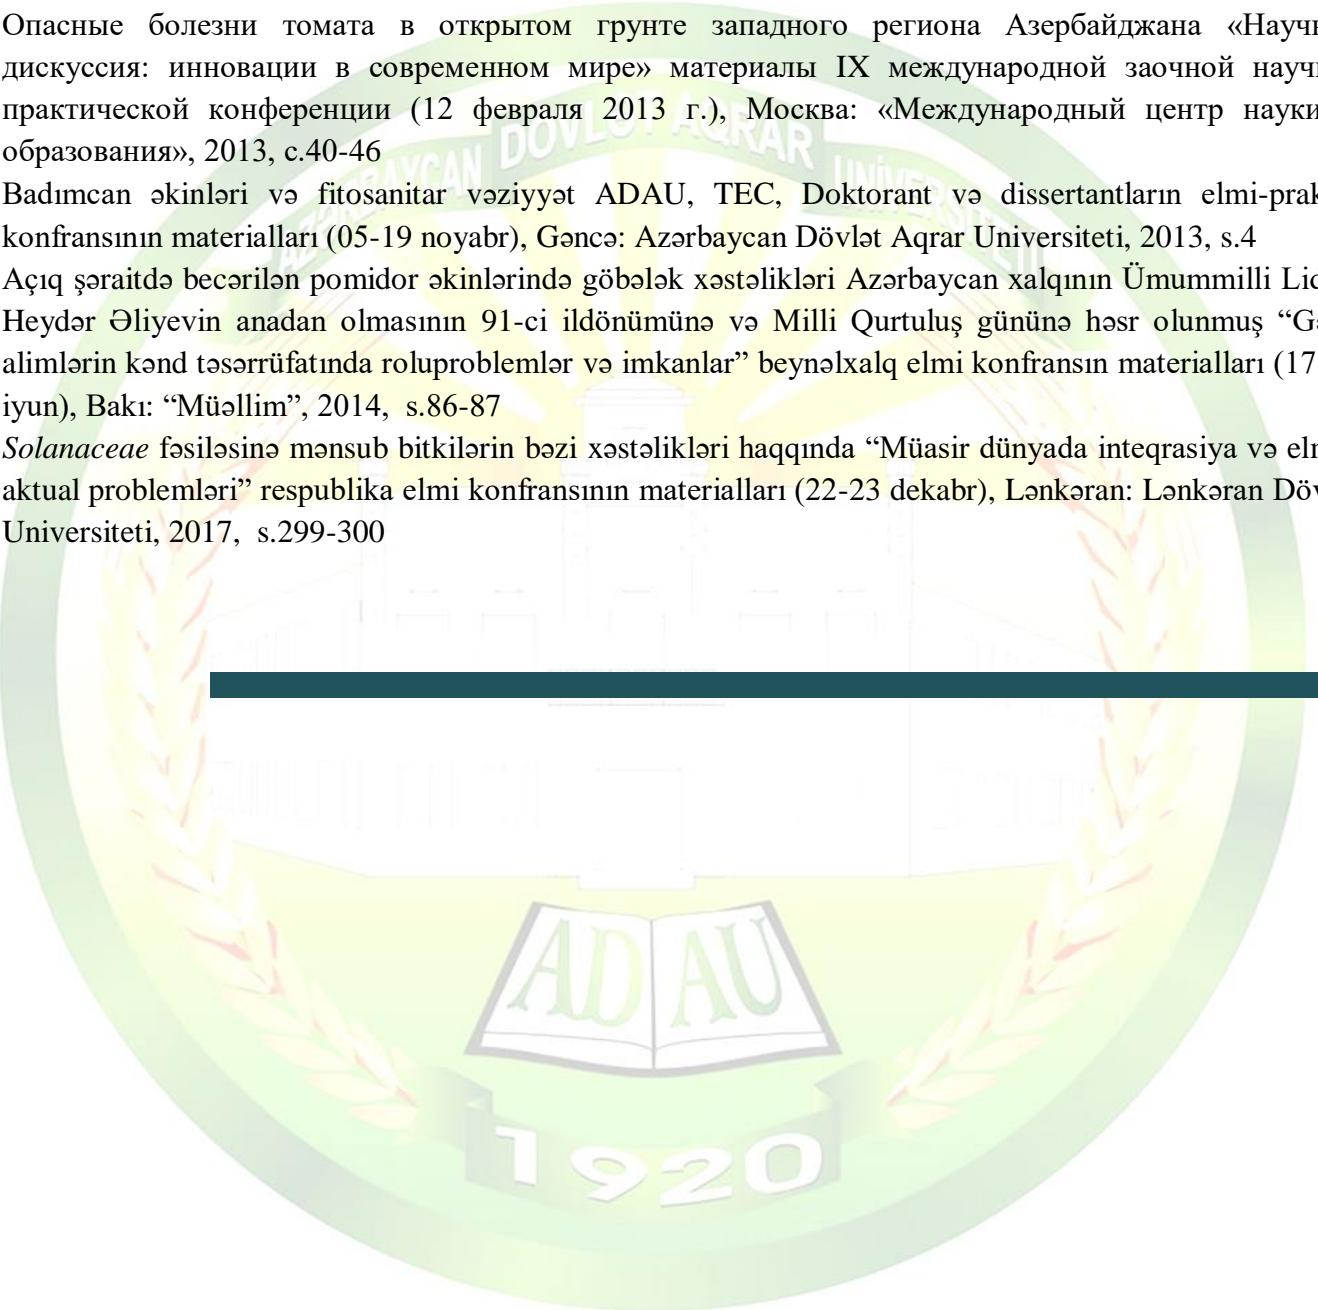 Опасные болезни томата в открытом грунте западного региона Азербайджана «Научн
дискуссия: инновации в современном мире» материалы IX международной заочной научн
практической конференции (12 февраля 2013 г.), Москва: «Международный центр науки
образования», 2013, с.40-46
Badımcan əkinləri və fitosanitar vəziyyət ADAU, TEC, Doktorant və dissertantların elmi-prak
konfransının materialları (05-19 noyabr), Gəncə: Azərbaycan Dövlət Aqrar Universiteti, 2013, s.4
Açıq şəraitdə becərilən pomidor əkinlərində göbələk xəstəlikləri Azərbaycan xalqının Ümummilli Lid
Heydər Əliyevin anadan olmasının 91-ci ildönümünə və Milli Qurtuluş gününə həsr olunmuş “Gə
alimlərin kənd təsərrüfatında roluproblemlər və imkanlar” beynəlxalq elmi konfransın materialları (17
iyun), Bakı: “Müəllim”, 2014, s.86-87
Solanaceae fəsiləsinə mənsub bitkilərin bəzi xəstəlikləri haqqında “Müasir dünyada inteqrasiya və elm
aktual problemləri” respublika elmi konfransının materialları (22-23 dekabr), Lənkəran: Lənkəran Döv
Universiteti, 2017, s.299-300
AZƏRBAYCAN DÖVLƏT AQRAR UNİVERSİTETİ
AD AU
1920